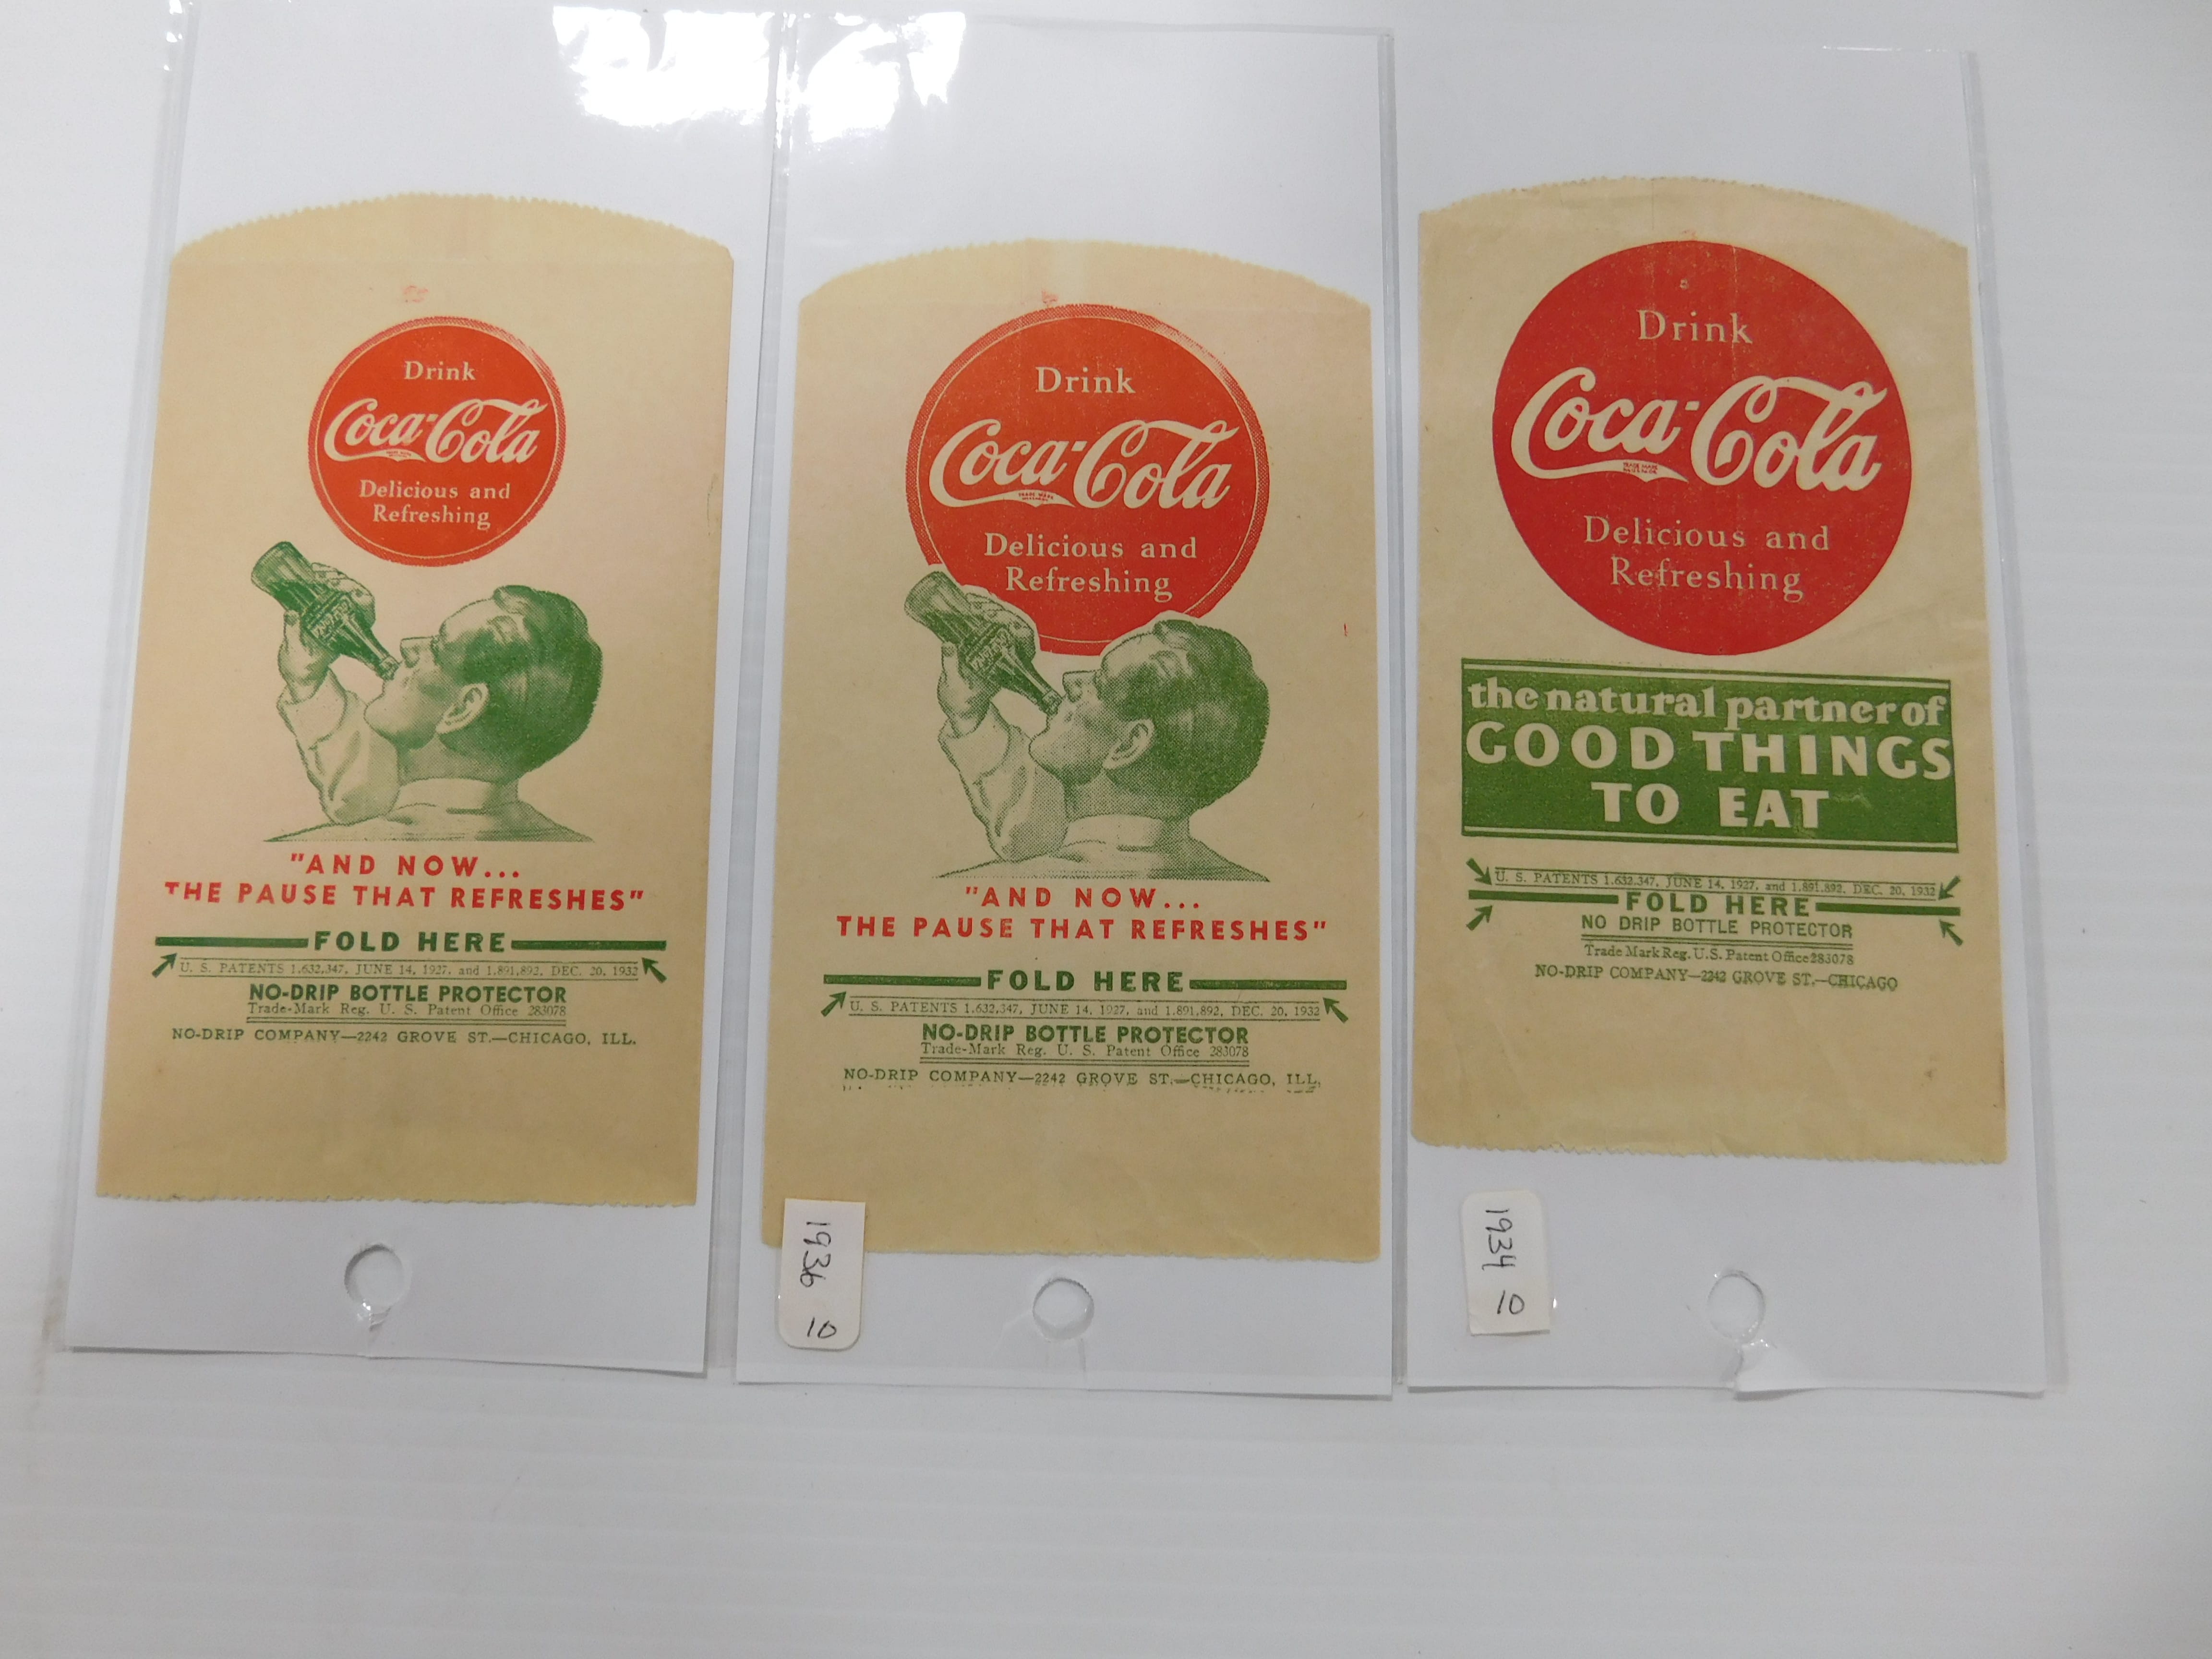 Drink
Coca-Cola
Delicious and
Refreshing
"AND NOW...
THE PAUSE THAT REFRESHES"
FOLD HERE
U. S. PATENTS 1,632,347, JUNE 14, 1927, and 1,891,892, DEC. 20, 1932
NO-DRIP BOTTLE PROTECTOR
Trade-Mark Reg. U. S. Patent Office 283078
NO-DRIP COMPANY—2242 GROVE ST.—CHICAGO, ILL.
Drink
Coca-Cola
TRADE MARK
Delicious and
Refreshing
"AND NOW...
THE PAUSE THAT REFRESHES"
FOLD HERE
U. S. PATENTS 1,632,347, JUNE 14, 1927, and 1,891,892, DEC. 20, 1932
NO-DRIP BOTTLE PROTECTOR
Trade-Mark Reg. U. S. Patent Office 283078
NO-DRIP COMPANY—2242 GROVE ST.—CHICAGO, ILL.
1936 10
Drink
Coca-Cola
TRADE MARK
Delicious and
Refreshing
the natural partner of
GOOD THINGS
TO EAT
U. S. PATENTS 1,632,347, JUNE 14, 1927, and 1,891,892, DEC. 20, 1932
FOLD HERE
NO DRIP BOTTLE PROTECTOR
Trade Mark Reg. U.S. Patent Office 283078
NO-DRIP COMPANY—2242 GROVE ST.—CHICAGO
1934 10